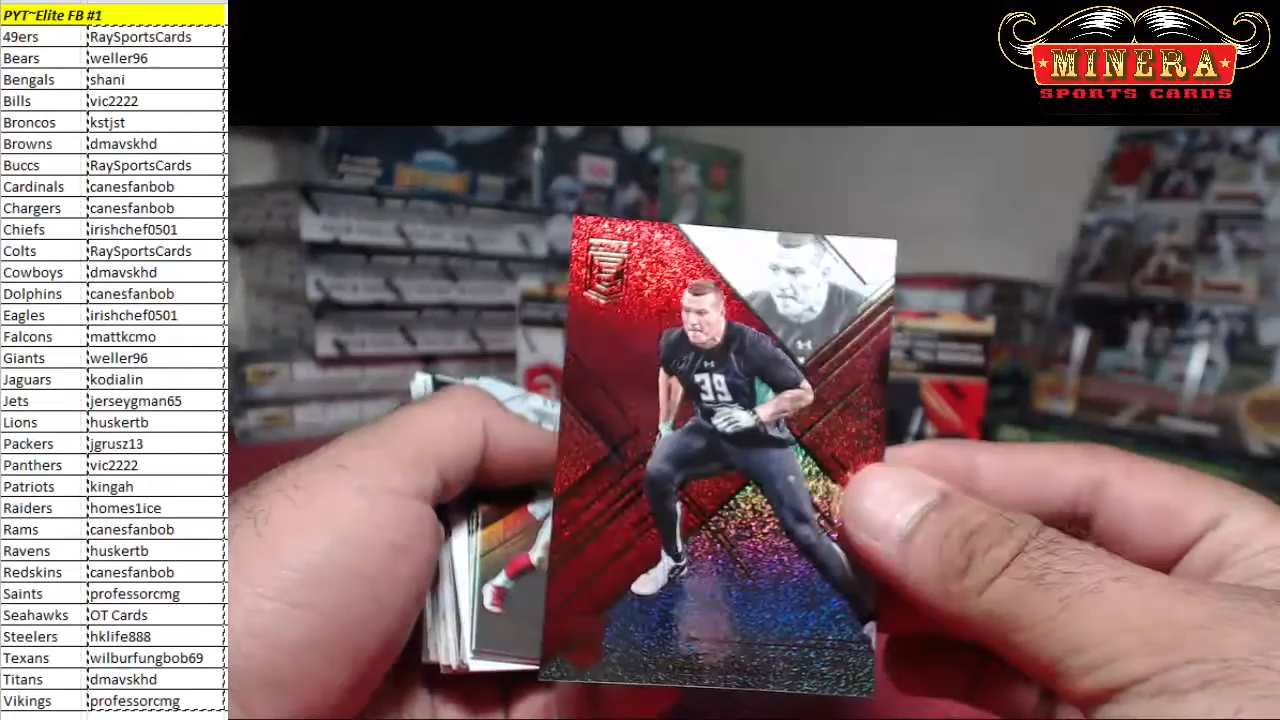 PYT~Elite FB #1
49ers RaySportsCards
Bears weller96
Bengals shani
Bills vic2222
Broncos kstjst
Browns dmavskhd
Buccs RaySportsCards
Cardinals canesfanbob
Chargers canesfanbob
Chiefs irishchef0501
Colts RaySportsCards
Cowboys dmavskhd
Dolphins canesfanbob
Eagles irishchef0501
Falcons mattkcmo
Giants weller96
Jaguars kodialin
Jets jerseygman65
Lions huskertb
Packers jgrusz13
Panthers vic2222
Patriots kingah
Raiders homes1ice
Rams canesfanbob
Ravens huskertb
Redskins canesfanbob
Saints professorcmg
Seahawks OT Cards
Steelers hklife888
Texans wilburfungbob69
Titans dmavskhd
Vikings professorcmg
MINERA
SPORTS CARDS
39